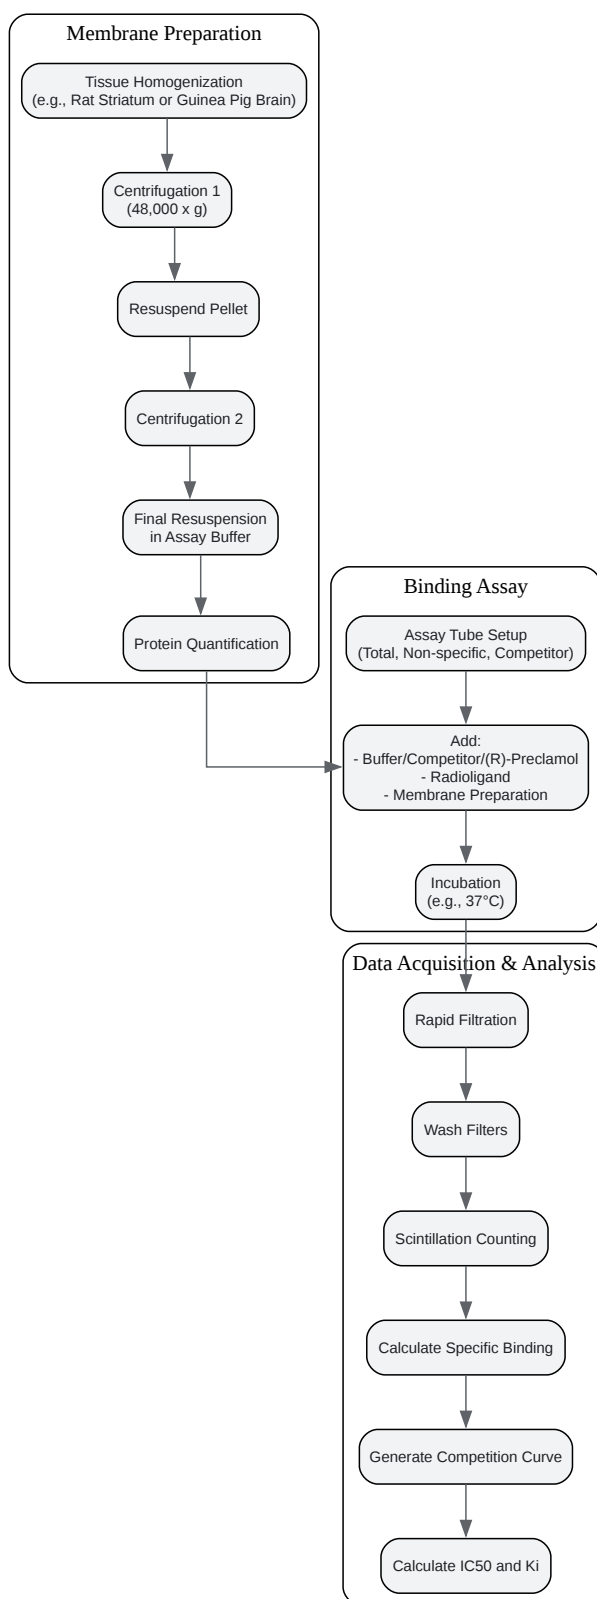 Membrane Preparation
Tissue Homogenization
(e.g., Rat Striatum or Guinea Pig Brain)
Centrifugation 1
(48,000 x g)
Resuspend Pellet
Centrifugation 2
Final Resuspension
in Assay Buffer
Protein Quantification
Binding Assay
Assay Tube Setup
(Total, Non-specific, Competitor)
Add:
- Buffer/Competitor/(R)-Preclamol
- Radioligand
- Membrane Preparation
Incubation
(e.g., 37°C)
Data Acquisition & Analysis
Rapid Filtration
Wash Filters
Scintillation Counting
Calculate Specific Binding
Generate Competition Curve
Calculate IC50 and Ki